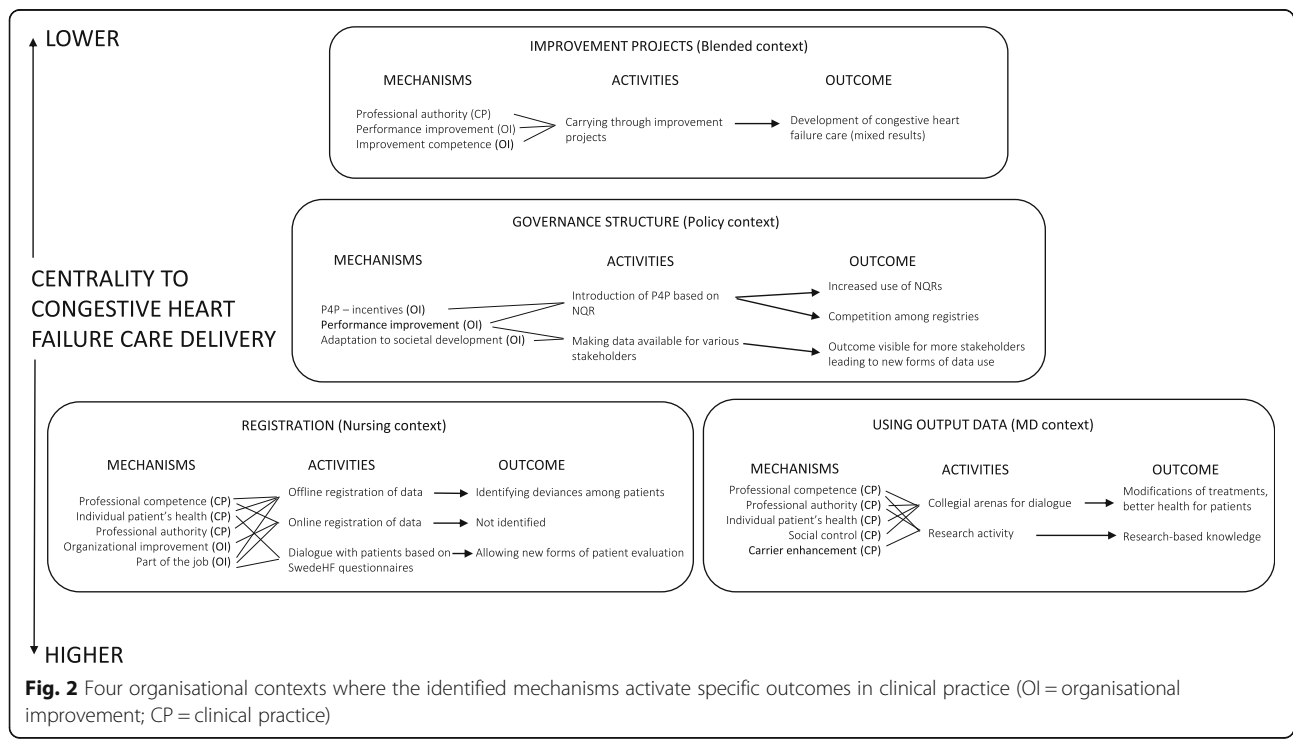 LOWER
IMPROVEMENT PROJECTS (Blended context)
MECHANISMS
ACTIVITIES
OUTCOME
Professional authority (CP)
Performance improvement (OI)
Improvement competence (OI)
Carrying through improvement
projects
Development of congestive heart
failure care (mixed results)
GOVERNANCE STRUCTURE (Policy context)
MECHANISMS
ACTIVITIES
OUTCOME
P4P – incentives (OI)
Performance improvement (OI)
Adaptation to societal development (OI)
Introduction of P4P based on
NQR
Making data available for various
stakeholders
Increased use of NQRs
Competition among registries
Outcome visible for more stakeholders
leading to new forms of data use
CENTRALITY TO
CONGESTIVE HEART
FAILURE CARE DELIVERY
REGISTRATION (Nursing context)
MECHANISMS
ACTIVITIES
OUTCOME
Professional competence (CP)
Individual patient's health (CP)
Professional authority (CP)
Organizational improvement (OI)
Part of the job (OI)
Offline registration of data
Online registration of data
Dialogue with patients based on
SwedeHF questionnaires
Identifying deviances among patients
Not identified
Allowing new forms of patient evaluation
USING OUTPUT DATA (MD context)
MECHANISMS
ACTIVITIES
OUTCOME
Professional competence (CP)
Professional authority (CP)
Individual patient's health (CP)
Social control (CP)
Carrier enhancement (CP)
Collegial arenas for dialogue
Research activity
Modifications of treatments,
better health for patients
Research-based knowledge
HIGHER
Fig. 2 Four organisational contexts where the identified mechanisms activate specific outcomes in clinical practice (OI = organisational
improvement; CP = clinical practice)